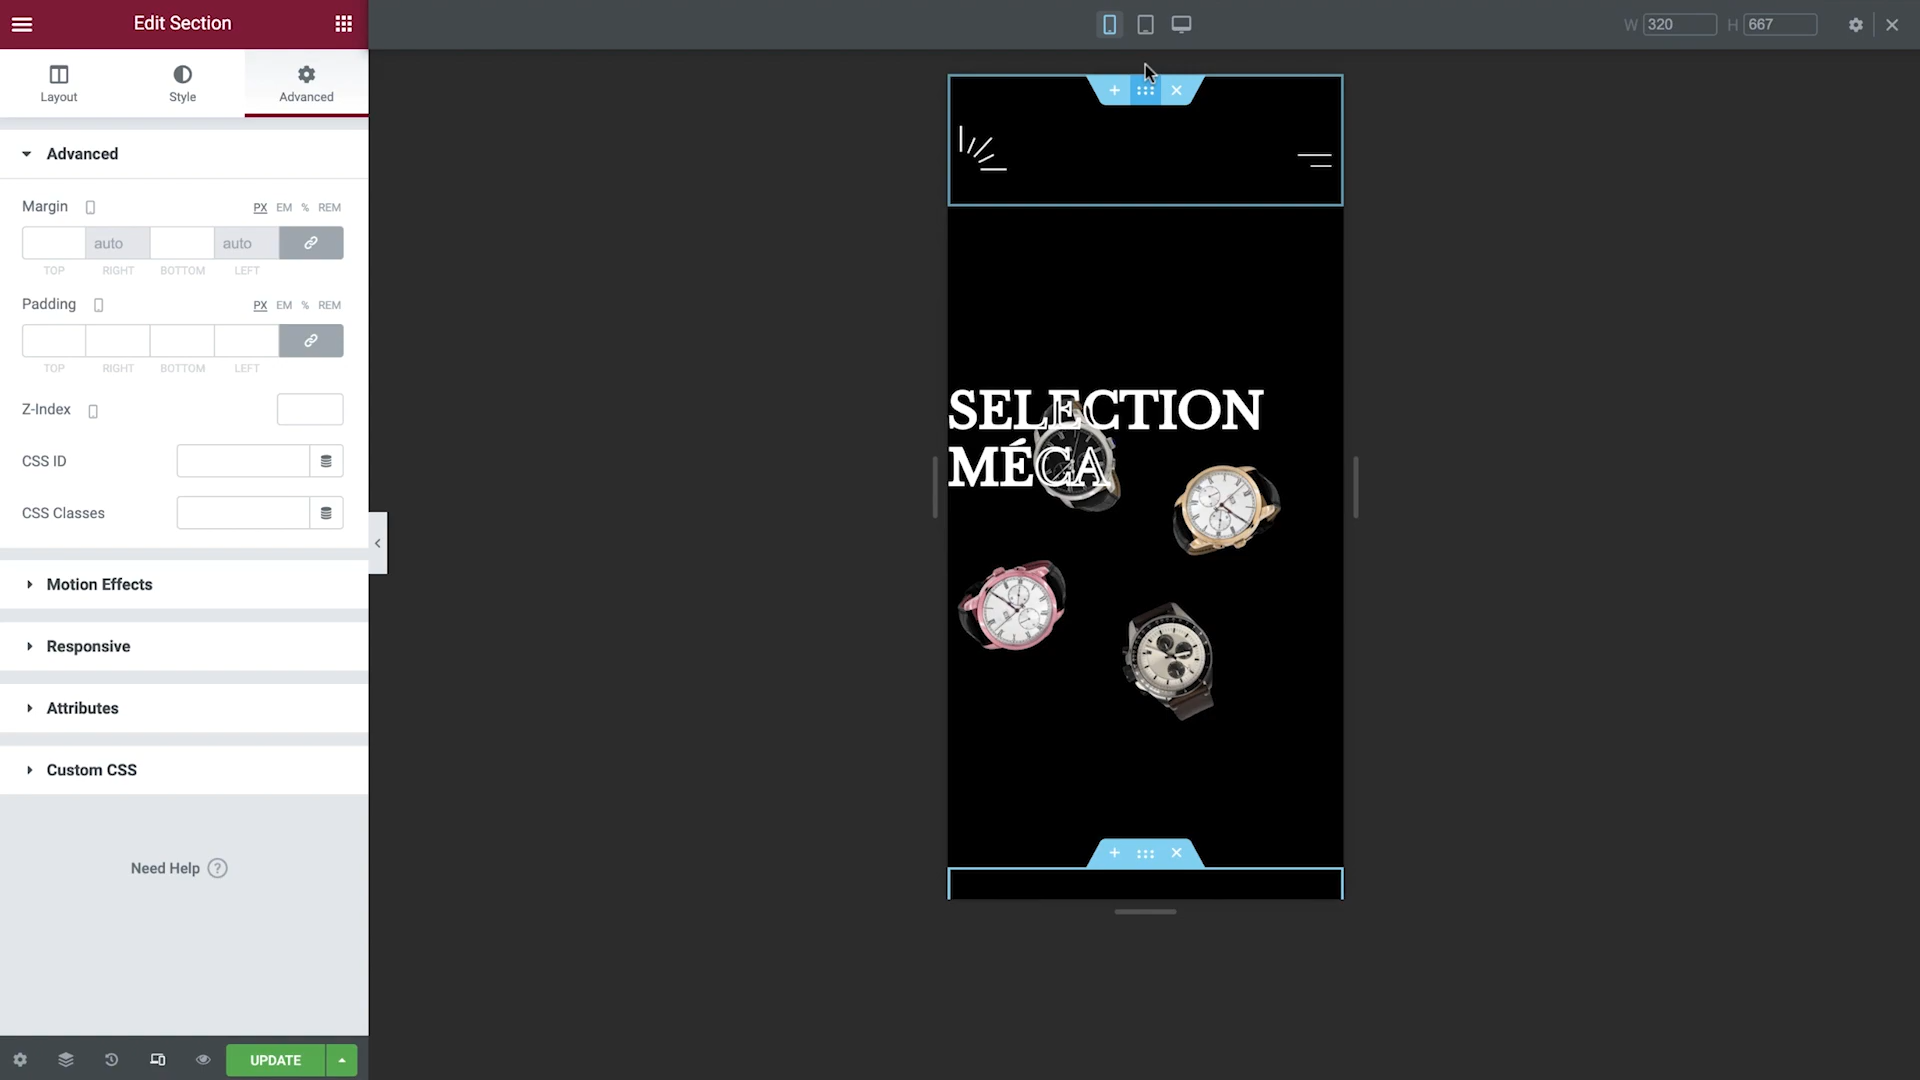 Edit Section
W 320 H 667
Layout Style Advanced
Advanced
Margin PX EM % REM
auto auto
TOP RIGHT BOTTOM LEFT
Padding PX EM % REM
TOP RIGHT BOTTOM LEFT
Z-Index
CSS ID
CSS Classes
Motion Effects
Responsive
Attributes
Custom CSS
Need Help ?
UPDATE
SELECTION
MÉCA